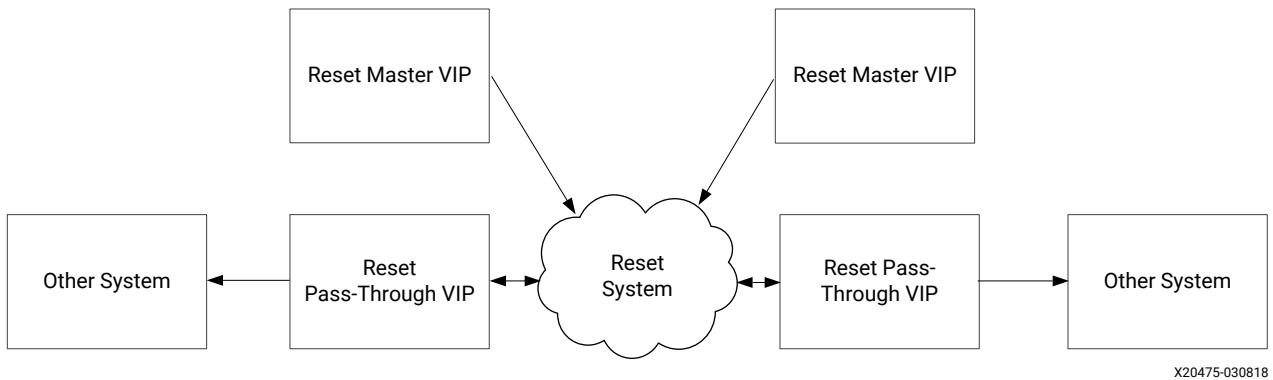 Reset Master VIP
Reset Master VIP
Other System
Reset
Pass-Through VIP
Reset
System
Reset Pass-
Through VIP
Other System
X20475-030818